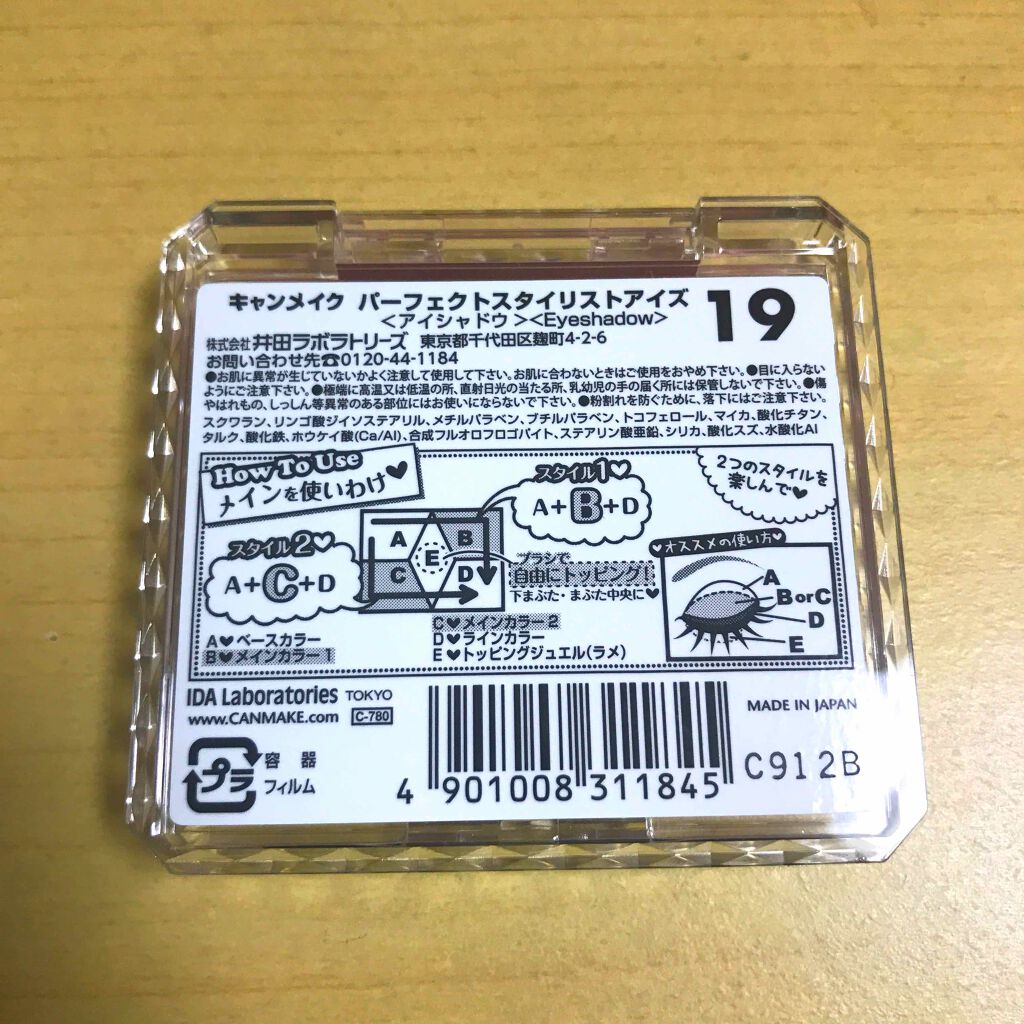 キャンメイク パーフェクトスタイリストアイズ 19
<アイシャドウ><Eyeshadow>
株式会社 井田ラボラトリーズ 東京都千代田区麹町4-2-6
お問い合わせ先☎0120-44-1184
●お肌に異常が生じていないかよく注意して使用して下さい。お肌に合わないときはご使用をおやめ下さい。●目に入らない
ようにご注意下さい。●極端に高温又は低温の所、直射日光の当たる所、乳幼児の手の届く所には保管しないで下さい。●傷
やはれもの、しっしん等異常のある部位にはお使いにならないで下さい。●粉割れを防ぐために、落下にはご注意下さい。
スクワラン、リンゴ酸ジイソステアリル、メチルパラベン、ブチルパラベン、トコフェロール、マイカ、酸化チタン、
タルク、酸化鉄、ホウケイ酸(Ca/Al)、合成フルオロフロゴパイト、ステアリン酸亜鉛、シリカ、酸化スズ、水酸化Al
How To Use
メインを使いわけ♥
スタイル1♥
A+B+D
2つのスタイルを
楽しんで♥
スタイル2♥
A+C+D
A
B
E
C
D
ブラシで
自由にトッピング!
下まぶた・まぶた中央に♥
♥オススメの使い方♥
A
B or C
D
E
A♥ベースカラー
B♥メインカラー1
C♥メインカラー2
D♥ラインカラー
E♥トッピングジュエル(ラメ)
IDA Laboratories TOKYO
www.CANMAKE.com C-780
MADE IN JAPAN
プラ
容器
フィルム
4 901008 311845
C912B